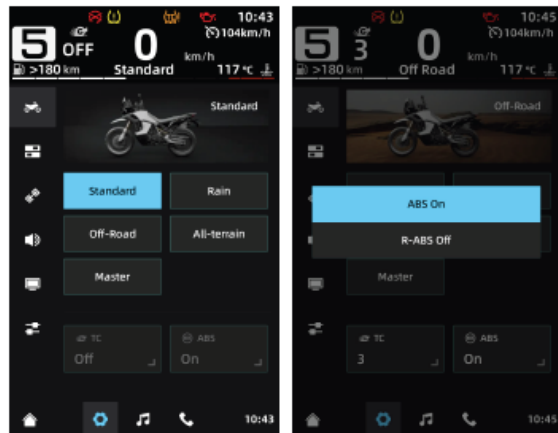 10:43
5 OFF 0 km/h 104km/h
>180 km Standard 117 °C
Standard
Standard Rain
Off-Road All-terrain
Master
TC ABS
Off On
10:43
10:45
5 3 0 km/h 104km/h
>180 km Off Road 117 °C
Off-Road
ABS On
R-ABS Off
Master
TC ABS
3 On
10:45